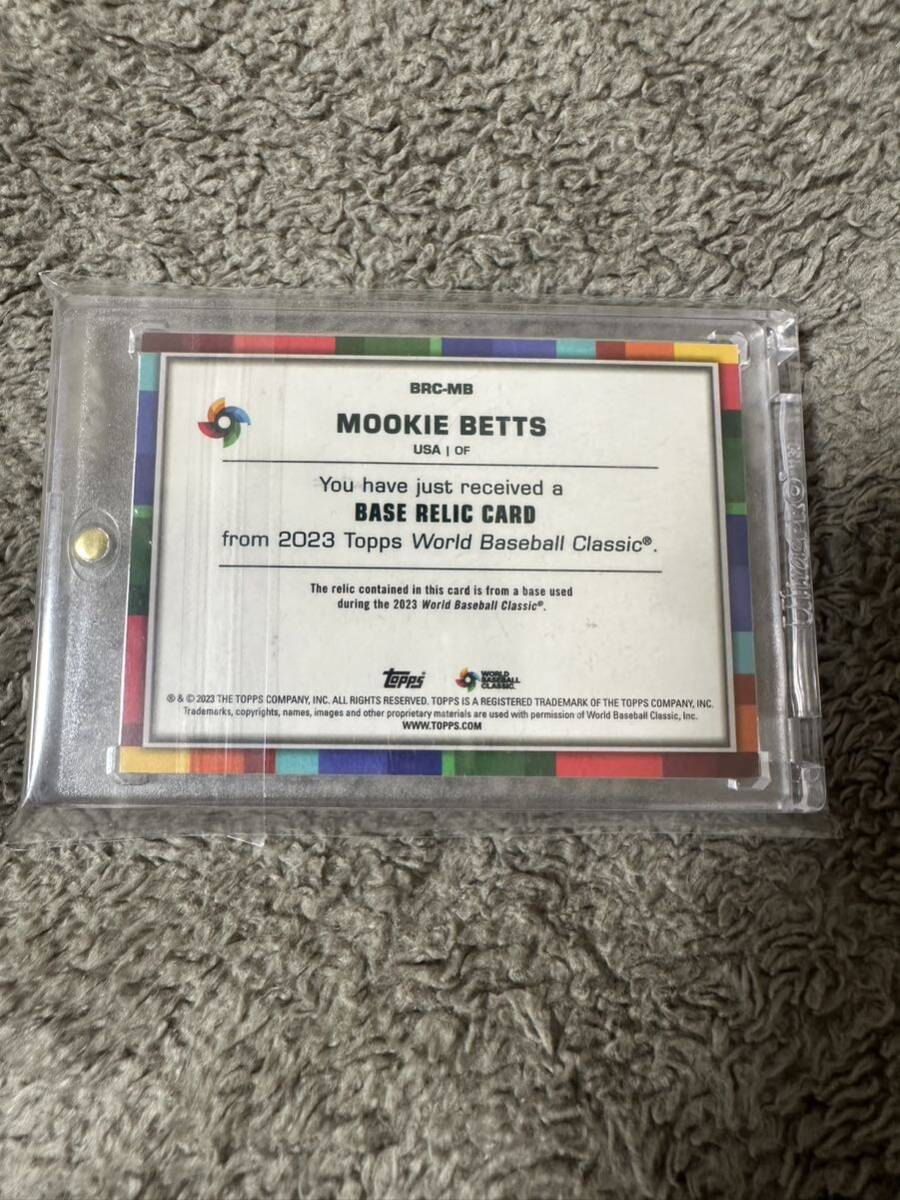 BRC-MB
MOOKIE BETTS
USA | OF
You have just received a
BASE RELIC CARD
from 2023 Topps World Baseball Classic®.
The relic contained in this card is from a base used
during the 2023 World Baseball Classic®.
Topps
WORLD
BASEBALL
CLASSIC.
® & © 2023 THE TOPPS COMPANY, INC. ALL RIGHTS RESERVED. TOPPS IS A REGISTERED TRADEMARK OF THE TOPPS COMPANY, INC.
Trademarks, copyrights, names, images and other proprietary materials are used with permission of World Baseball Classic, Inc.
WWW.TOPPS.COM